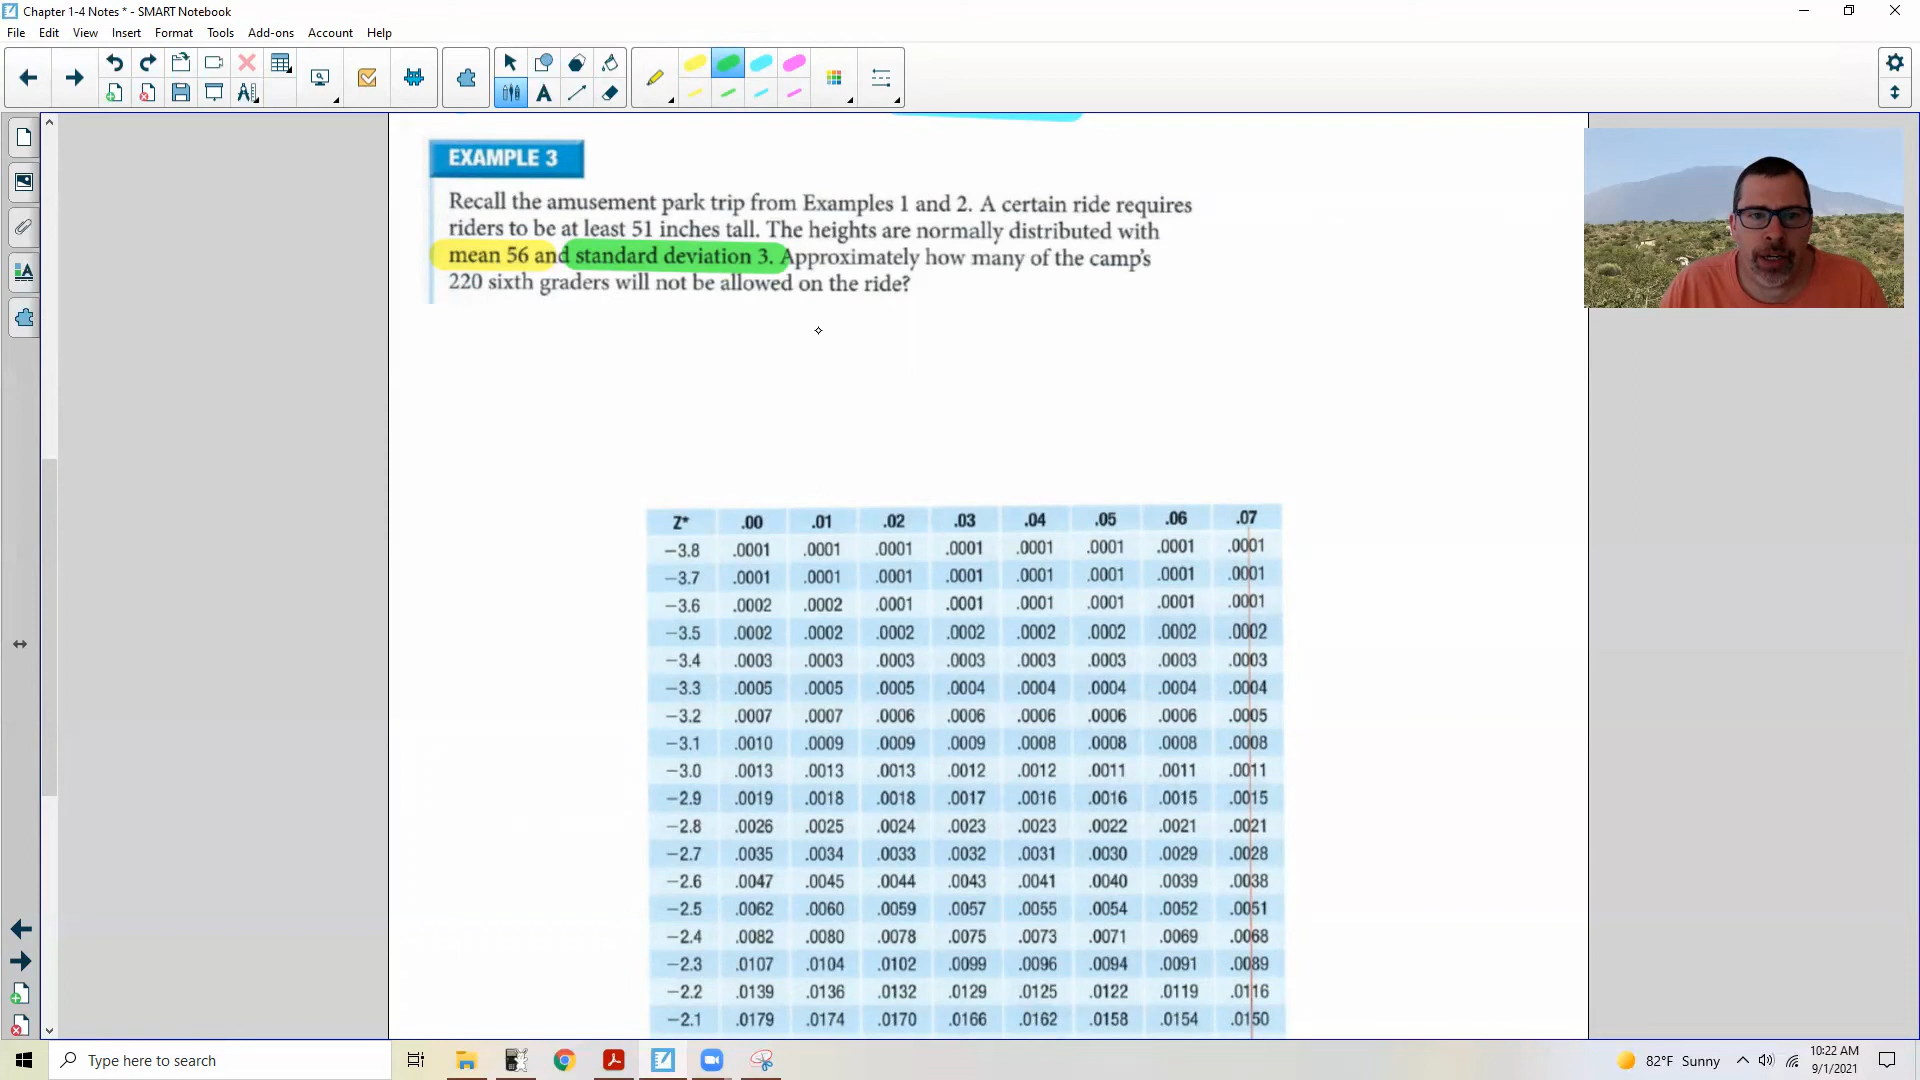 Chapter 1-4 Notes * - SMART Notebook
File Edit View Insert Format Tools Add-ons Account Help
EXAMPLE 3
Recall the amusement park trip from Examples 1 and 2. A certain ride requires
riders to be at least 51 inches tall. The heights are normally distributed with
mean 56 and standard deviation 3. Approximately how many of the camp's
220 sixth graders will not be allowed on the ride?
Z* .00 .01 .02 .03 .04 .05 .06 .07
−3.8 .0001 .0001 .0001 .0001 .0001 .0001 .0001 .0001
−3.7 .0001 .0001 .0001 .0001 .0001 .0001 .0001 .0001
−3.6 .0002 .0002 .0001 .0001 .0001 .0001 .0001 .0001
−3.5 .0002 .0002 .0002 .0002 .0002 .0002 .0002 .0002
−3.4 .0003 .0003 .0003 .0003 .0003 .0003 .0003 .0003
−3.3 .0005 .0005 .0005 .0004 .0004 .0004 .0004 .0004
−3.2 .0007 .0007 .0006 .0006 .0006 .0006 .0006 .0005
−3.1 .0010 .0009 .0009 .0009 .0008 .0008 .0008 .0008
−3.0 .0013 .0013 .0013 .0012 .0012 .0011 .0011 .0011
−2.9 .0019 .0018 .0018 .0017 .0016 .0016 .0015 .0015
−2.8 .0026 .0025 .0024 .0023 .0023 .0022 .0021 .0021
−2.7 .0035 .0034 .0033 .0032 .0031 .0030 .0029 .0028
−2.6 .0047 .0045 .0044 .0043 .0041 .0040 .0039 .0038
−2.5 .0062 .0060 .0059 .0057 .0055 .0054 .0052 .0051
−2.4 .0082 .0080 .0078 .0075 .0073 .0071 .0069 .0068
−2.3 .0107 .0104 .0102 .0099 .0096 .0094 .0091 .0089
−2.2 .0139 .0136 .0132 .0129 .0125 .0122 .0119 .0116
−2.1 .0179 .0174 .0170 .0166 .0162 .0158 .0154 .0150
Type here to search
82°F Sunny
10:22 AM
9/1/2021